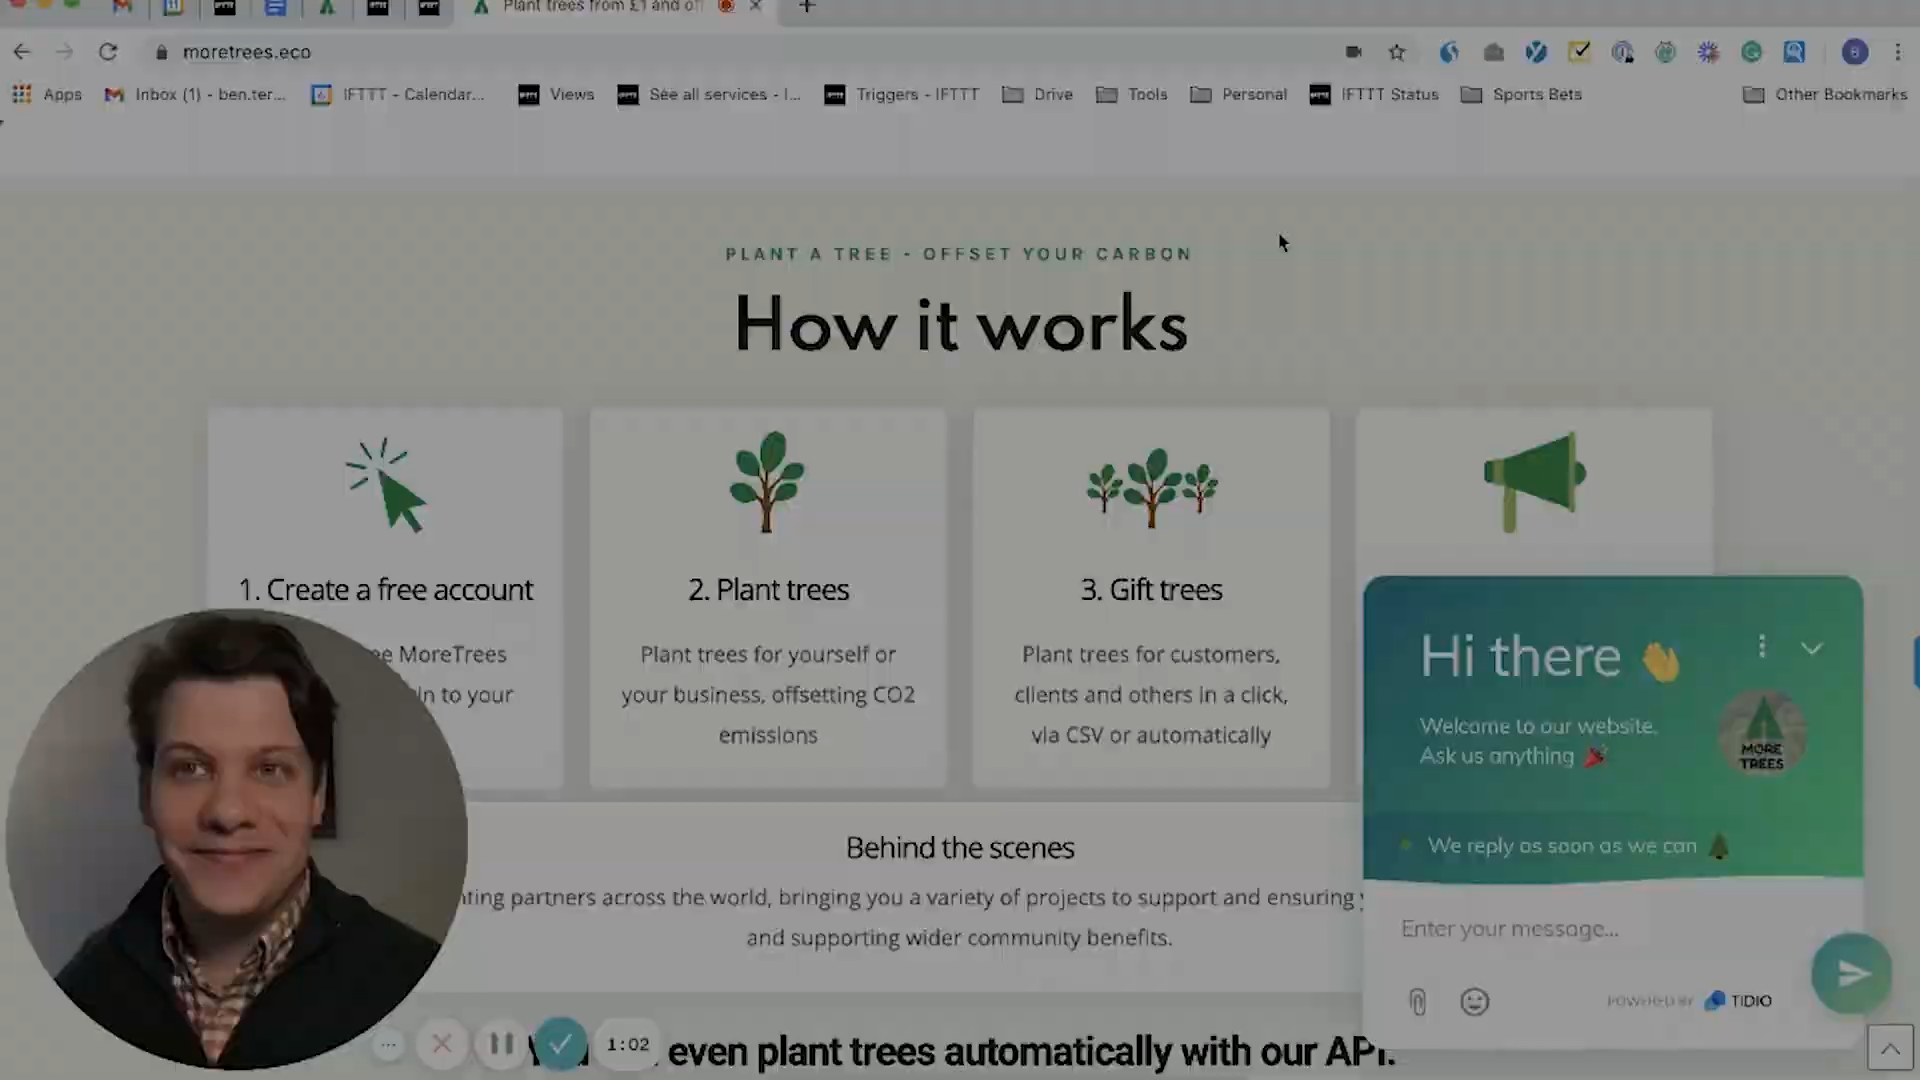 Plant trees from £1 and of
moretrees.eco
Apps
Inbox (1) - ben.ter...
IFTTT - Calendar...
Views
See all services - I...
Triggers - IFTTT
Drive
Tools
Personal
IFTTT Status
Sports Bets
Other Bookmarks
PLANT A TREE - OFFSET YOUR CARBON
How it works
1. Create a free account
MoreTrees
in to your
2. Plant trees
Plant trees for yourself or
your business, offsetting CO2
emissions
3. Gift trees
Plant trees for customers,
clients and others in a click,
via CSV or automatically
Behind the scenes
nting partners across the world, bringing you a variety of projects to support and ensuring
and supporting wider community benefits.
even plant trees automatically with our API.
1:02
Hi there
Welcome to our website.
Ask us anything
MORE
TREES
We reply as soon as we can
Enter your message...
POWERED BY TIDIO